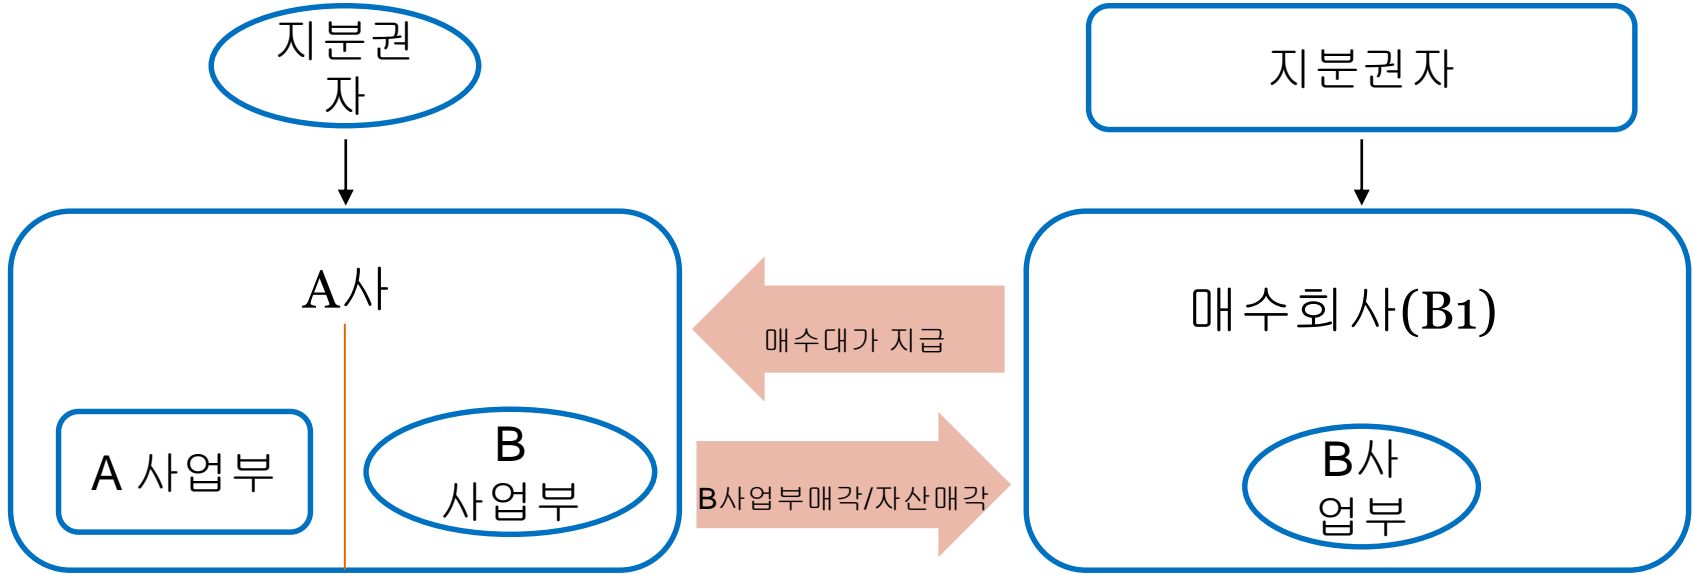 지분권
자
지분권자
A사
매수회사(B1)
매수대가 지급
A 사업부
B
사업부
B사업부매각/자산매각
B사
업부